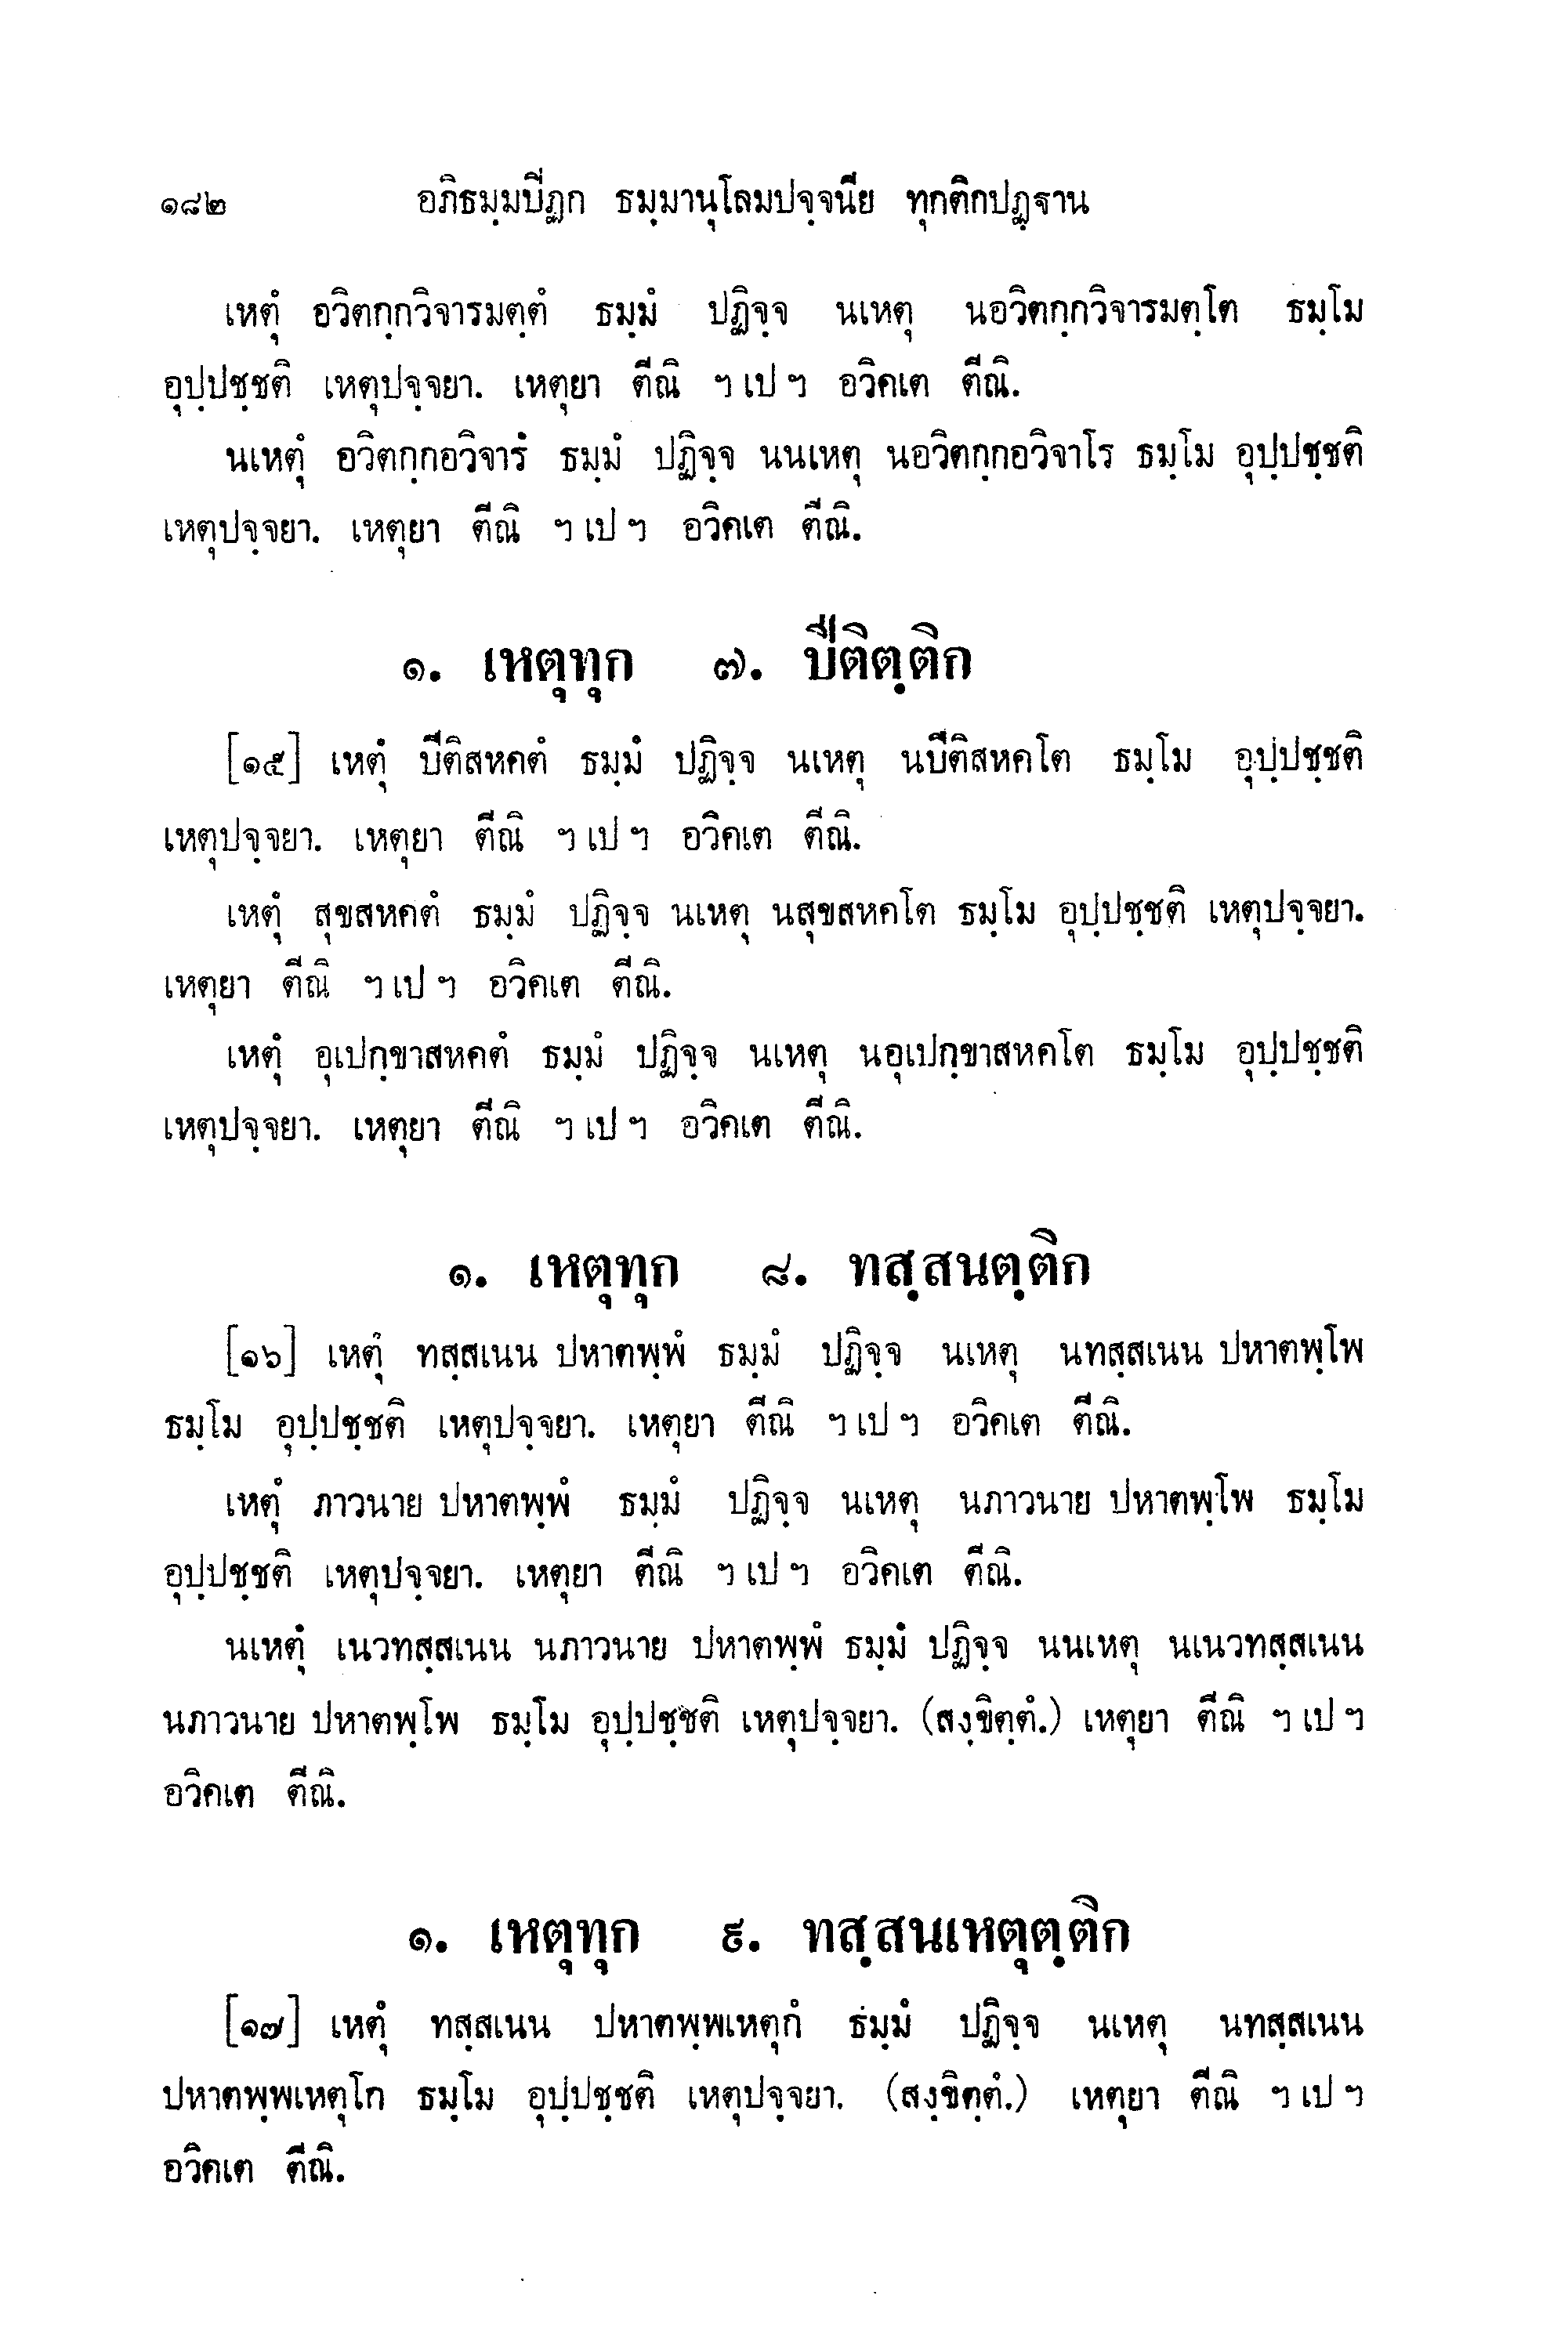 ๑๘๒ อภิธมฺมปิฏก ธมฺมานุโลมปจฺจนีย ทุกติกปฏฺฐาน
เหตุํ อวิตกฺกวิจารมตฺตํ ธมฺมํ ปฏิจฺจ นเหตุ นอวิตกฺกวิจารมตฺโต ธมฺโม
อุปฺปชฺชติ เหตุปจฺจยา. เหตุยา ตีณิ ฯ เป ฯ อวิคเต ตีณิ.
นเหตุํ อวิตกฺกอวิจารํ ธมฺมํ ปฏิจฺจ นนเหตุ นอวิตกฺกอวิจาโร ธมฺโม อุปฺปชฺชติ
เหตุปจฺจยา. เหตุยา ตีณิ ฯ เป ฯ อวิคเต ตีณิ.
๑. เหตุทุก ๗. ปีติตฺติก
[๑๕] เหตุํ ปีติสหคตํ ธมฺมํ ปฏิจฺจ นเหตุ นปีติสหคโต ธมฺโม อุปฺปชฺชติ
เหตุปจฺจยา. เหตุยา ตีณิ ฯ เป ฯ อวิคเต ตีณิ.
เหตุํ สุขสหคตํ ธมฺมํ ปฏิจฺจ นเหตุ นสุขสหคโต ธมฺโม อุปฺปชฺชติ เหตุปจฺจยา.
เหตุยา ตีณิ ฯ เป ฯ อวิคเต ตีณิ.
เหตุํ อุเปกฺขาสหคตํ ธมฺมํ ปฏิจฺจ นเหตุ นอุเปกฺขาสหคโต ธมฺโม อุปฺปชฺชติ
เหตุปจฺจยา. เหตุยา ตีณิ ฯ เป ฯ อวิคเต ตีณิ.
๑. เหตุทุก ๘. ทสฺสนตฺติก
[๑๖] เหตุํ ทสฺสเนน ปหาตพฺพํ ธมฺมํ ปฏิจฺจ นเหตุ นทสฺสเนน ปหาตพฺโพ
ธมฺโม อุปฺปชฺชติ เหตุปจฺจยา. เหตุยา ตีณิ ฯ เป ฯ อวิคเต ตีณิ.
เหตุํ ภาวนาย ปหาตพฺพํ ธมฺมํ ปฏิจฺจ นเหตุ นภาวนาย ปหาตพฺโพ ธมฺโม
อุปฺปชฺชติ เหตุปจฺจยา. เหตุยา ตีณิ ฯ เป ฯ อวิคเต ตีณิ.
นเหตุํ เนวทสฺสเนน นภาวนาย ปหาตพฺพํ ธมฺมํ ปฏิจฺจ นนเหตุ นเนวทสฺสเนน
นภาวนาย ปหาตพฺโพ ธมฺโม อุปฺปชฺชติ เหตุปจฺจยา. (สงฺขิตฺตํ.) เหตุยา ตีณิ ฯ เป ฯ
อวิคเต ตีณิ.
๑. เหตุทุก ๙. ทสฺสนเหตุตฺติก
[๑๗] เหตุํ ทสฺสเนน ปหาตพฺพเหตุกํ ธมฺมํ ปฏิจฺจ นเหตุ นทสฺสเนน
ปหาตพฺพเหตุโก ธมฺโม อุปฺปชฺชติ เหตุปจฺจยา. (สงฺขิตฺตํ.) เหตุยา ตีณิ ฯ เป ฯ
อวิคเต ตีณิ.